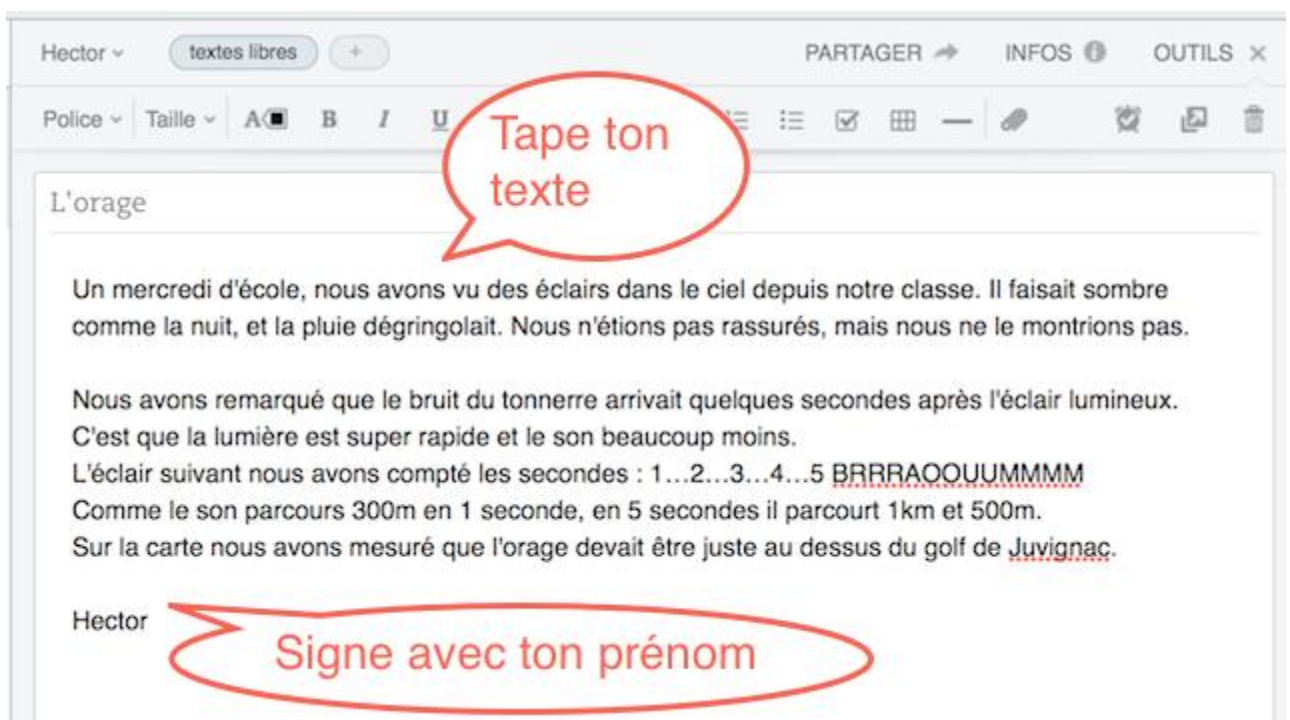 Hector textes libres + PARTAGER INFOS OUTILS
Police Taille A B I U
Tape ton
texte
L'orage
Un mercredi d'école, nous avons vu des éclairs dans le ciel depuis notre classe. Il faisait sombre
comme la nuit, et la pluie dégringolait. Nous n'étions pas rassurés, mais nous ne le montrions pas.
Nous avons remarqué que le bruit du tonnerre arrivait quelques secondes après l'éclair lumineux.
C'est que la lumière est super rapide et le son beaucoup moins.
L'éclair suivant nous avons compté les secondes : 1...2...3...4...5 BRRRAOOUUMMMM
Comme le son parcours 300m en 1 seconde, en 5 secondes il parcourt 1km et 500m.
Sur la carte nous avons mesuré que l'orage devait être juste au dessus du golf de Juvignac.
Hector
Signe avec ton prénom